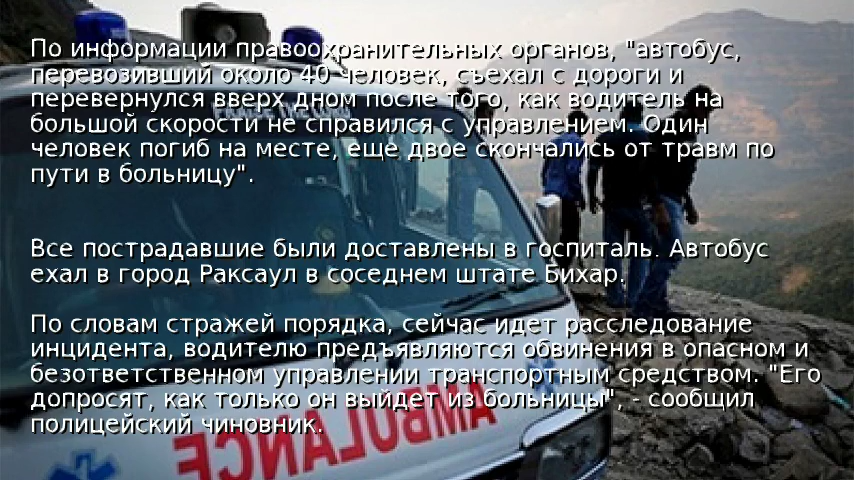 По информации правоохранительных органов, "автобус,
перевозивший около 40 человек, съехал с дороги и
перевернулся вверх дном после того, как водитель на
большой скорости не справился с управлением. Один
человек погиб на месте, еще двое скончались от травм по
пути в больницу".
Все пострадавшие были доставлены в госпиталь. Автобус
ехал в город Раксаул в соседнем штате Бихар.
По словам стражей порядка, сейчас идет расследование
инцидента, водителю предъявляются обвинения в опасном и
безответственном управлении транспортным средством. "Его
допросят, как только он выйдет из больницы", - сообщил
полицейский чиновник.
AMBULANCE